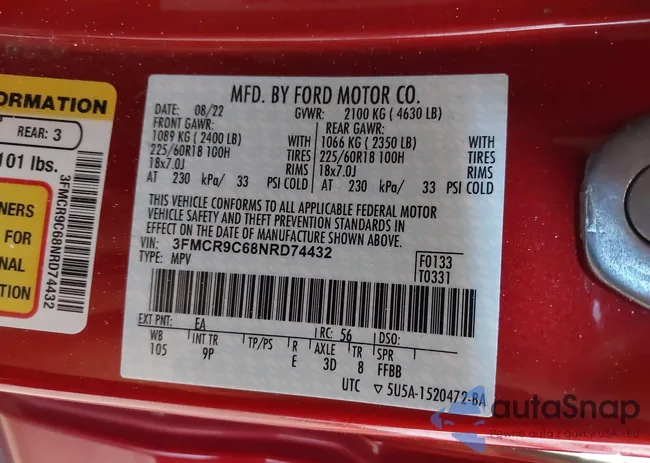 ORMATION
REAR: 3
101 lbs.
NERS
FOR
NAL
TION
3FMCR9C68NRD74432
MFD. BY FORD MOTOR CO.
DATE: 08/22 GVWR: 2100 KG ( 4630 LB)
FRONT GAWR: REAR GAWR:
1089 KG ( 2400 LB) WITH 1066 KG ( 2350 LB) WITH
225/60R18 100H TIRES 225/60R18 100H TIRES
18x7.0J RIMS 18x7.0J RIMS
AT 230 kPa/ 33 PSI COLD AT 230 kPa/ 33 PSI COLD
THIS VEHICLE CONFORMS TO ALL APPLICABLE FEDERAL MOTOR
VEHICLE SAFETY AND THEFT PREVENTION STANDARDS IN
EFFECT ON THE DATE OF MANUFACTURE SHOWN ABOVE.
VIN: 3FMCR9C68NRD74432 F0133
TYPE: MPV T0331
EXT PNT: EA RC: 56 DSO:
WB INT TR TP/PS R AXLE TR SPR
105 9P E 3D 8 FFBB
UTC 5U5A-1520472-BA
autaSnap
Pewne auta z aukcji USA i EU